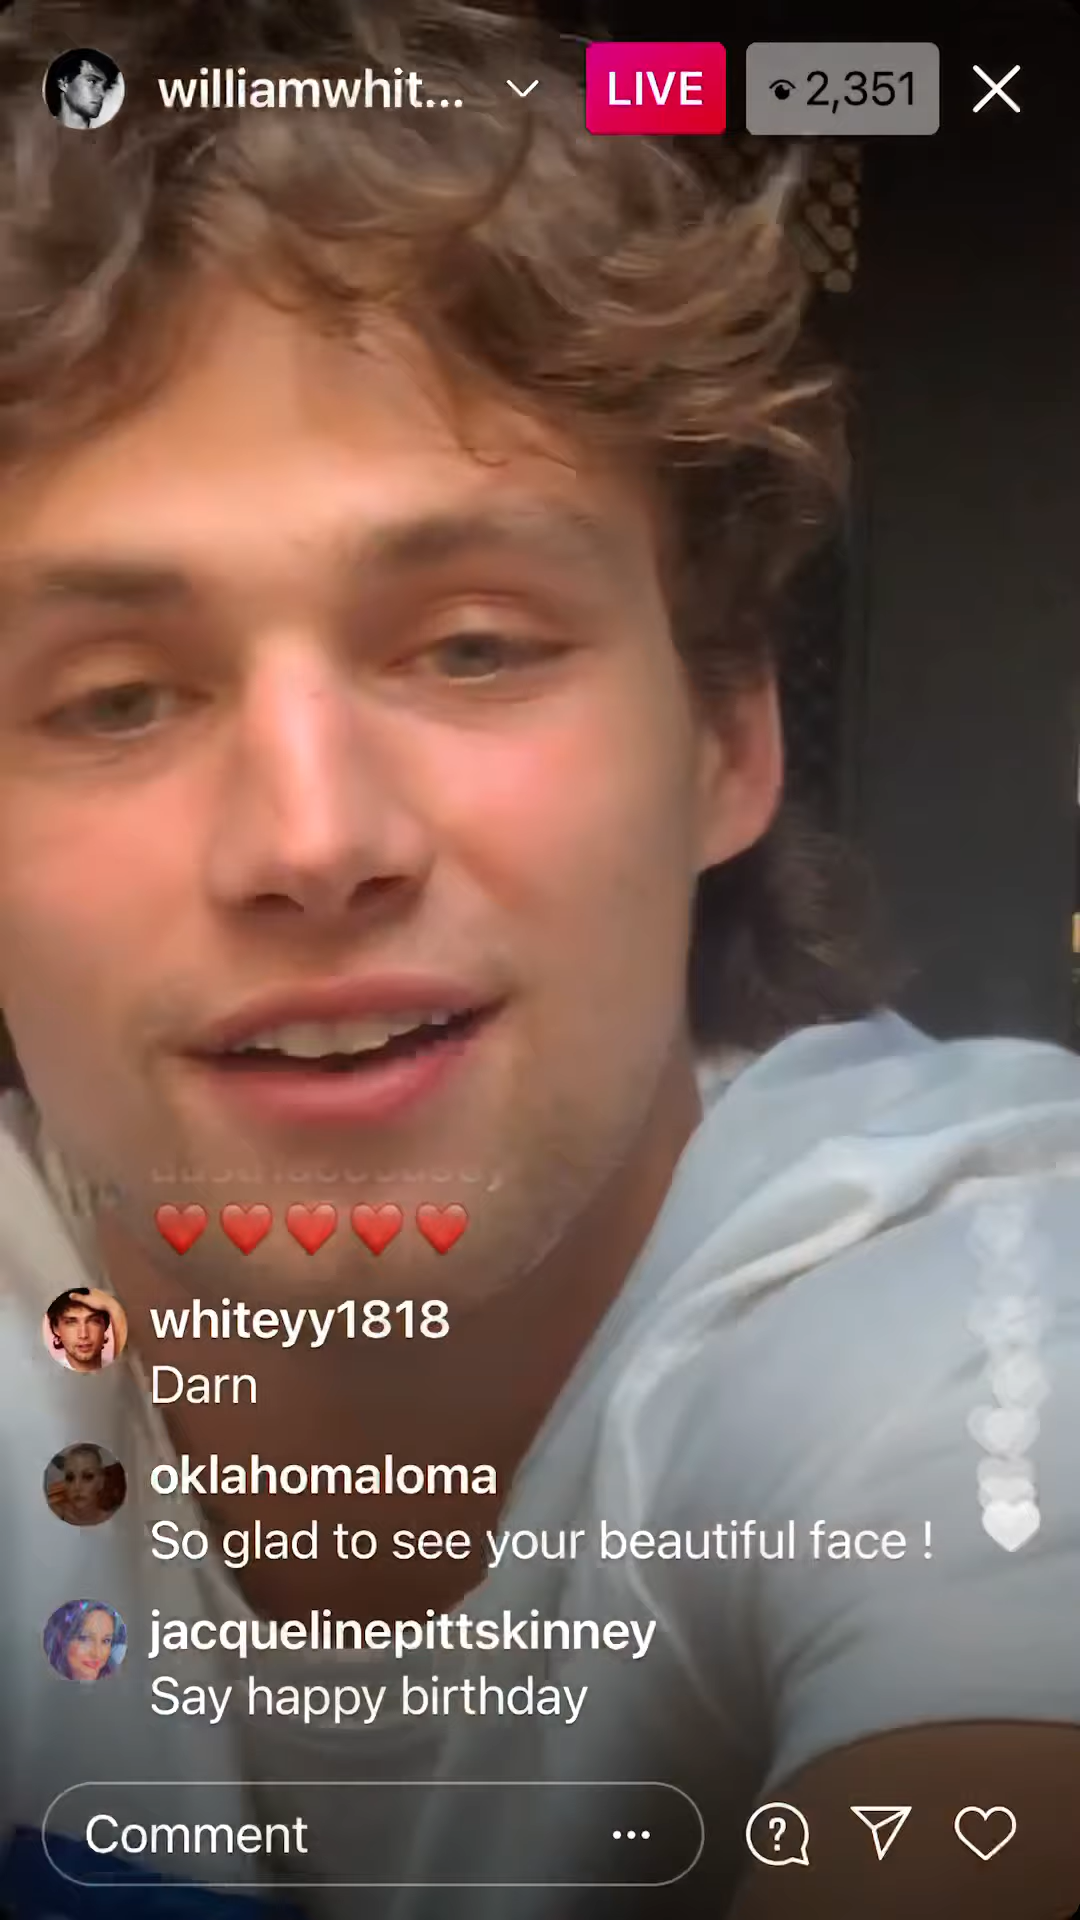 williamwhit...
LIVE
2,351
whiteyy1818
Darn
oklahomaloma
So glad to see your beautiful face !
jacquelinepittskinney
Say happy birthday
Comment